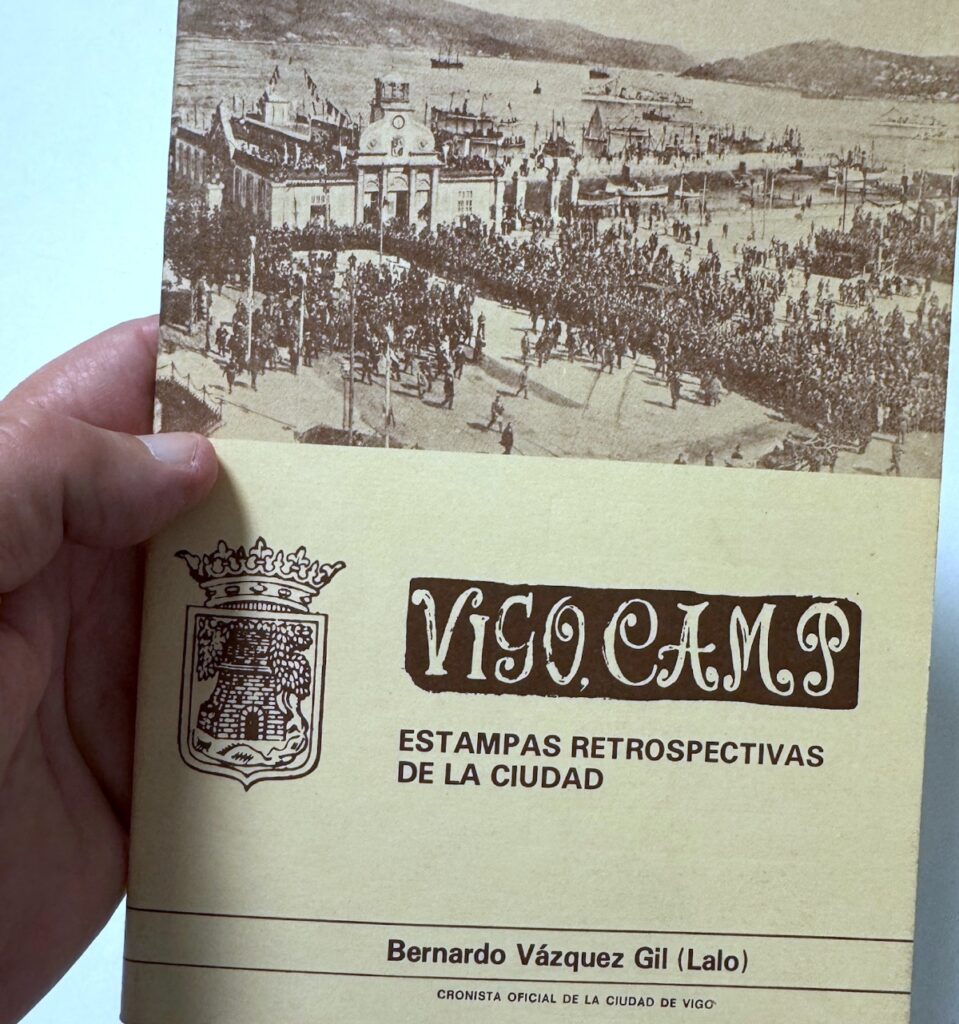 ViGO, CAMP
ESTAMPAS RETROSPECTIVAS
DE LA CIUDAD
Bernardo Vázquez Gil (Lalo)
CRONISTA OFICIAL DE LA CIUDAD DE VIGO